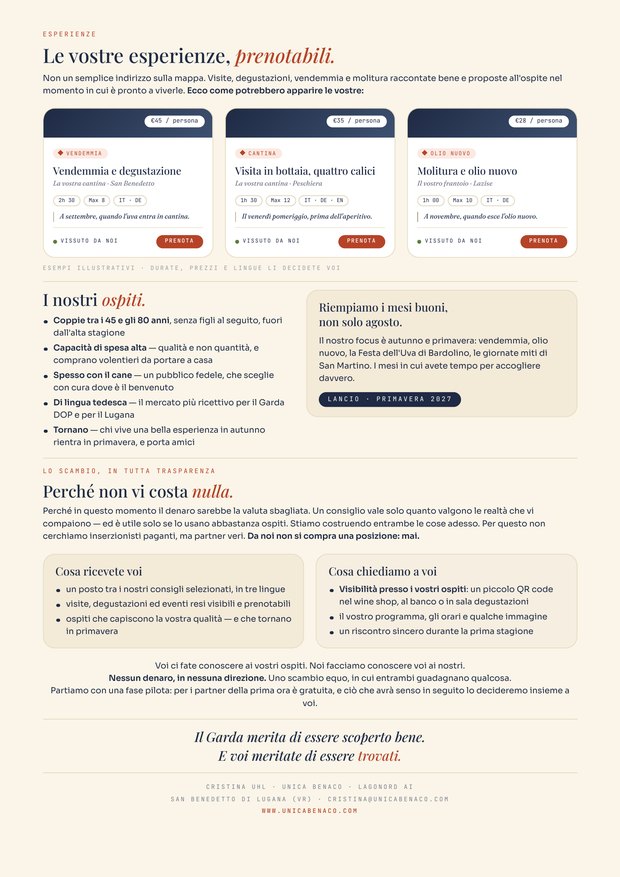 ESPERIENZE
Le vostre esperienze, prenotabili.
Non un semplice indirizzo sulla mappa. Visite, degustazioni, vendemmia e molitura raccontate bene e proposte all'ospite nel
momento in cui è pronto a viverle. Ecco come potrebbero apparire le vostre:
€45 / persona
◆ VENDEMMIA
Vendemmia e degustazione
La vostra cantina · San Benedetto
2h 30 Max 8 IT · DE
A settembre, quando l'uva entra in cantina.
● VISSUTO DA NOI PRENOTA
€35 / persona
◆ CANTINA
Visita in bottaia, quattro calici
La vostra cantina · Peschiera
1h 30 Max 12 IT · DE · EN
Il venerdì pomeriggio, prima dell'aperitivo.
● VISSUTO DA NOI PRENOTA
€28 / persona
◆ OLIO NUOVO
Molitura e olio nuovo
Il vostro frantoio · Lazise
1h 00 Max 10 IT · DE
A novembre, quando esce l'olio nuovo.
● VISSUTO DA NOI PRENOTA
ESEMPI ILLUSTRATIVI · DURATE, PREZZI E LINGUE LI DECIDETE VOI
I nostri ospiti.
• Coppie tra i 45 e gli 80 anni, senza figli al seguito, fuori
dall'alta stagione
• Capacità di spesa alta — qualità e non quantità, e
comprano volentieri da portare a casa
• Spesso con il cane — un pubblico fedele, che sceglie
con cura dove è il benvenuto
• Di lingua tedesca — il mercato più ricettivo per il Garda
DOP e per il Lugana
• Tornano — chi vive una bella esperienza in autunno
rientra in primavera, e porta amici
Riempiamo i mesi buoni,
non solo agosto.
Il nostro focus è autunno e primavera: vendemmia, olio
nuovo, la Festa dell'Uva di Bardolino, le giornate miti di
San Martino. I mesi in cui avete tempo per accogliere
davvero.
LANCIO · PRIMAVERA 2027
LO SCAMBIO, IN TUTTA TRASPARENZA
Perché non vi costa nulla.
Perché in questo momento il denaro sarebbe la valuta sbagliata. Un consiglio vale solo quanto valgono le realtà che vi
compaiono — ed è utile solo se lo usano abbastanza ospiti. Stiamo costruendo entrambe le cose adesso. Per questo non
cerchiamo inserzionisti paganti, ma partner veri. Da noi non si compra una posizione: mai.
Cosa ricevete voi
• un posto tra i nostri consigli selezionati, in tre lingue
• visite, degustazioni ed eventi resi visibili e prenotabili
• ospiti che capiscono la vostra qualità — e che tornano
in primavera
Cosa chiediamo a voi
• Visibilità presso i vostri ospiti: un piccolo QR code
nel wine shop, al banco o in sala degustazioni
• il vostro programma, gli orari e qualche immagine
• un riscontro sincero durante la prima stagione
Voi ci fate conoscere ai vostri ospiti. Noi facciamo conoscere voi ai nostri.
Nessun denaro, in nessuna direzione. Uno scambio equo, in cui entrambi guadagnano qualcosa.
Partiamo con una fase pilota: per i partner della prima ora è gratuita, e ciò che avrà senso in seguito lo decideremo insieme a
voi.
Il Garda merita di essere scoperto bene.
E voi meritate di essere trovati.
CRISTINA UHL · UNICA BENACO · LAGONORD AI
SAN BENEDETTO DI LUGANA (VR) · CRISTINA@UNICABENACO.COM
WWW.UNICABENACO.COM